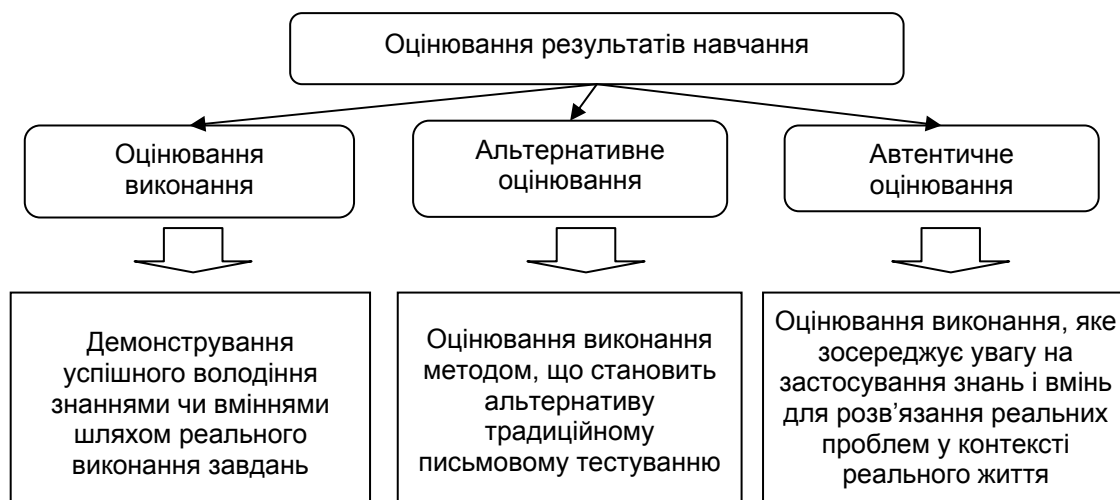 Оцінювання результатів навчання
Оцінювання
виконання
Альтернативне
оцінювання
Автентичне
оцінювання
Демонстрування
успішного володіння
знаннями чи вміннями
шляхом реального
виконання завдань
Оцінювання виконання
методом, що становить
альтернативу
традиційному
письмовому тестуванню
Оцінювання виконання, яке
зосереджує увагу на
застосування знань і вмінь
для розв’язання реальних
проблем у контексті
реального життя